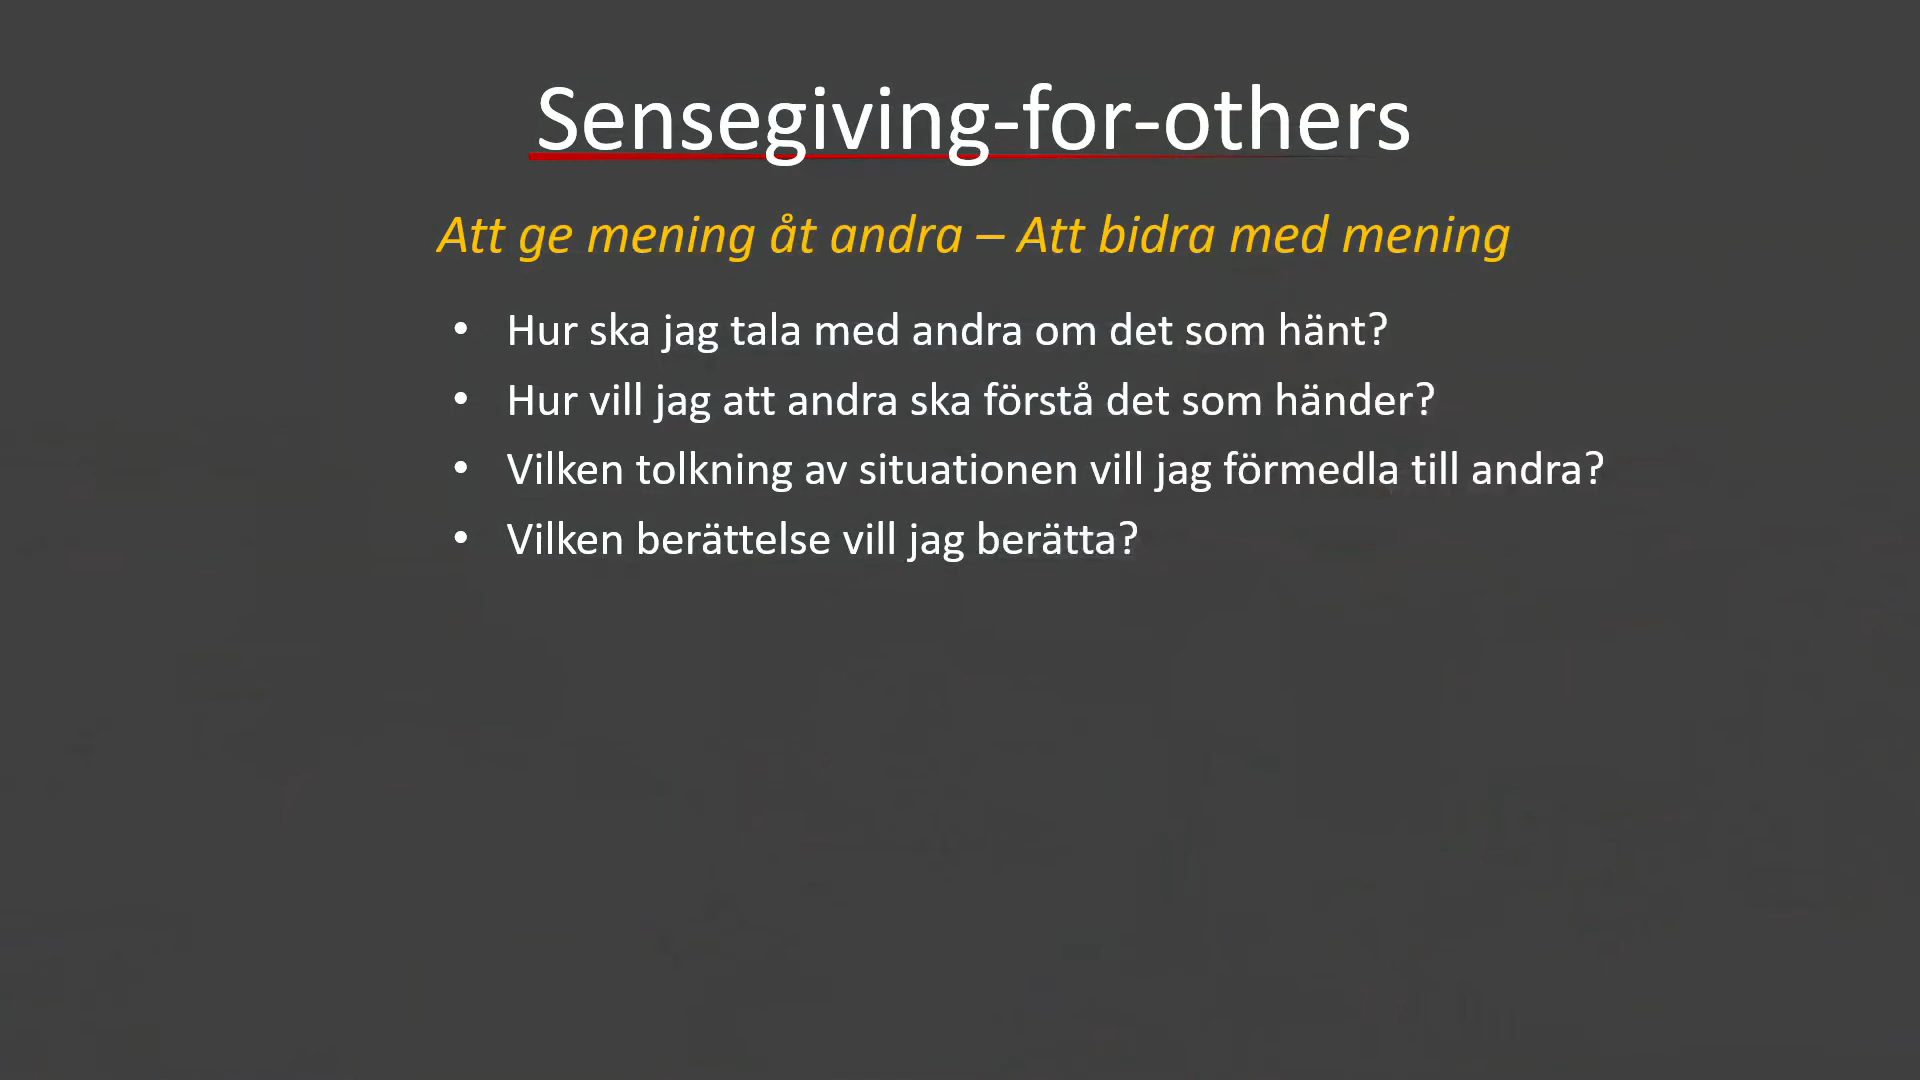 Sensegiving-for-others
Att ge mening åt andra – Att bidra med mening
• Hur ska jag tala med andra om det som hänt?
• Hur vill jag att andra ska förstå det som händer?
• Vilken tolkning av situationen vill jag förmedla till andra?
• Vilken berättelse vill jag berätta?